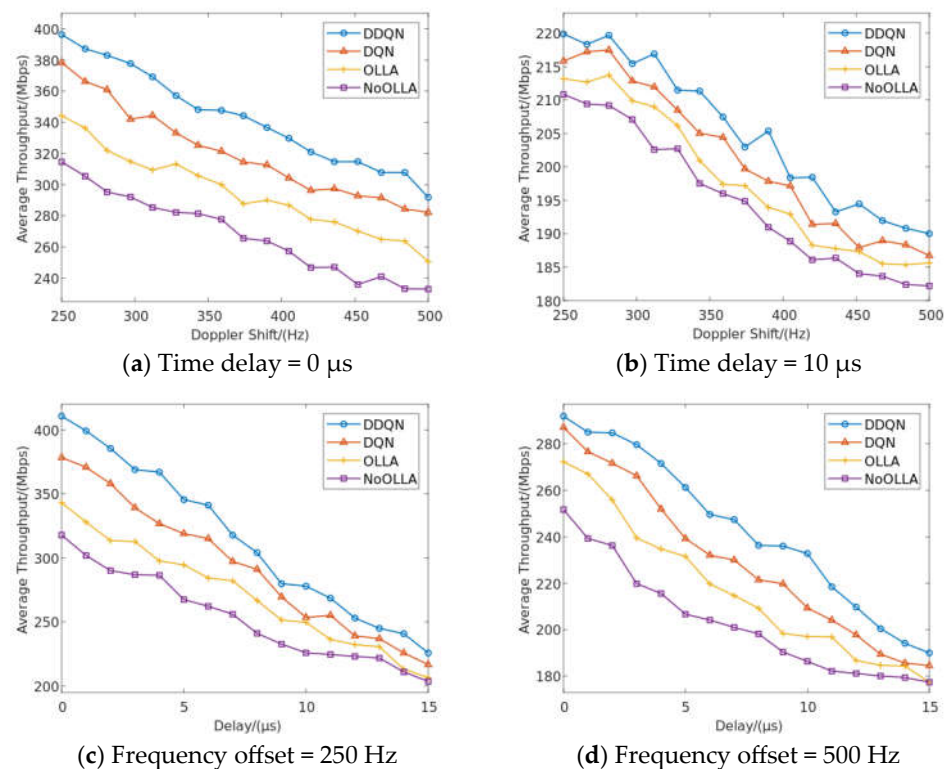 400
380
360
340
320
300
280
260
240
Average Throughput/(Mbps)
DDQN
DQN
OLLA
NoOLLA
250 300 350 400 450 500
Doppler Shift/(Hz)
(a) Time delay = 0 μs
220
215
210
205
200
195
190
185
180
Average Throughput/(Mbps)
DDQN
DQN
OLLA
NoOLLA
250 300 350 400 450 500
Doppler Shift/(Hz)
(b) Time delay = 10 μs
400
350
300
250
200
Average Throughput/(Mbps)
DDQN
DQN
OLLA
NoOLLA
0 5 10 15
Delay/(μs)
(c) Frequency offset = 250 Hz
280
260
240
220
200
180
Average Throughput/(Mbps)
DDQN
DQN
OLLA
NoOLLA
0 5 10 15
Delay/(μs)
(d) Frequency offset = 500 Hz